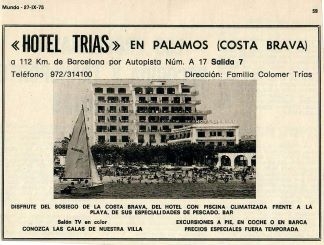 Mundo - 27-IX-75
59
« HOTEL TRIAS » EN PALAMOS (COSTA BRAVA)
a 112 Km. de Barcelona por Autopista Núm. A 17 Salida 7
Teléfono 972/314100 Dirección: Familia Colomer Trías
DISFRUTE DEL SOSIEGO DE LA COSTA BRAVA, DEL HOTEL CON PISCINA CLIMATIZADA FRENTE A LA
PLAYA, DE SUS ESPECIALIDADES DE PESCADO. BAR
Salón TV en color EXCURSIONES A PIE, EN COCHE O EN BARCA
CONOZCA LAS CALAS DE NUESTRA VILLA PRECIOS ESPECIALES FUERA TEMPORADA